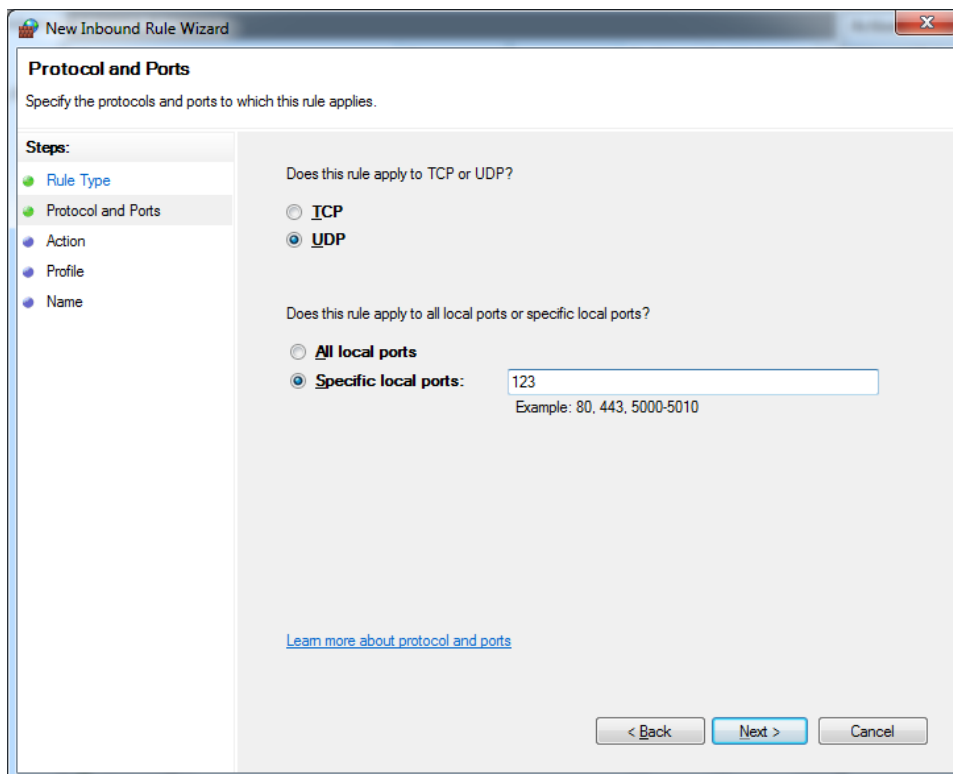 New Inbound Rule Wizard
Protocol and Ports
Specify the protocols and ports to which this rule applies.
Steps:
Rule Type
Protocol and Ports
Action
Profile
Name
Does this rule apply to TCP or UDP?
TCP
UDP
Does this rule apply to all local ports or specific local ports?
All local ports
Specific local ports: 123
Example: 80, 443, 5000-5010
Learn more about protocol and ports
< Back Next > Cancel